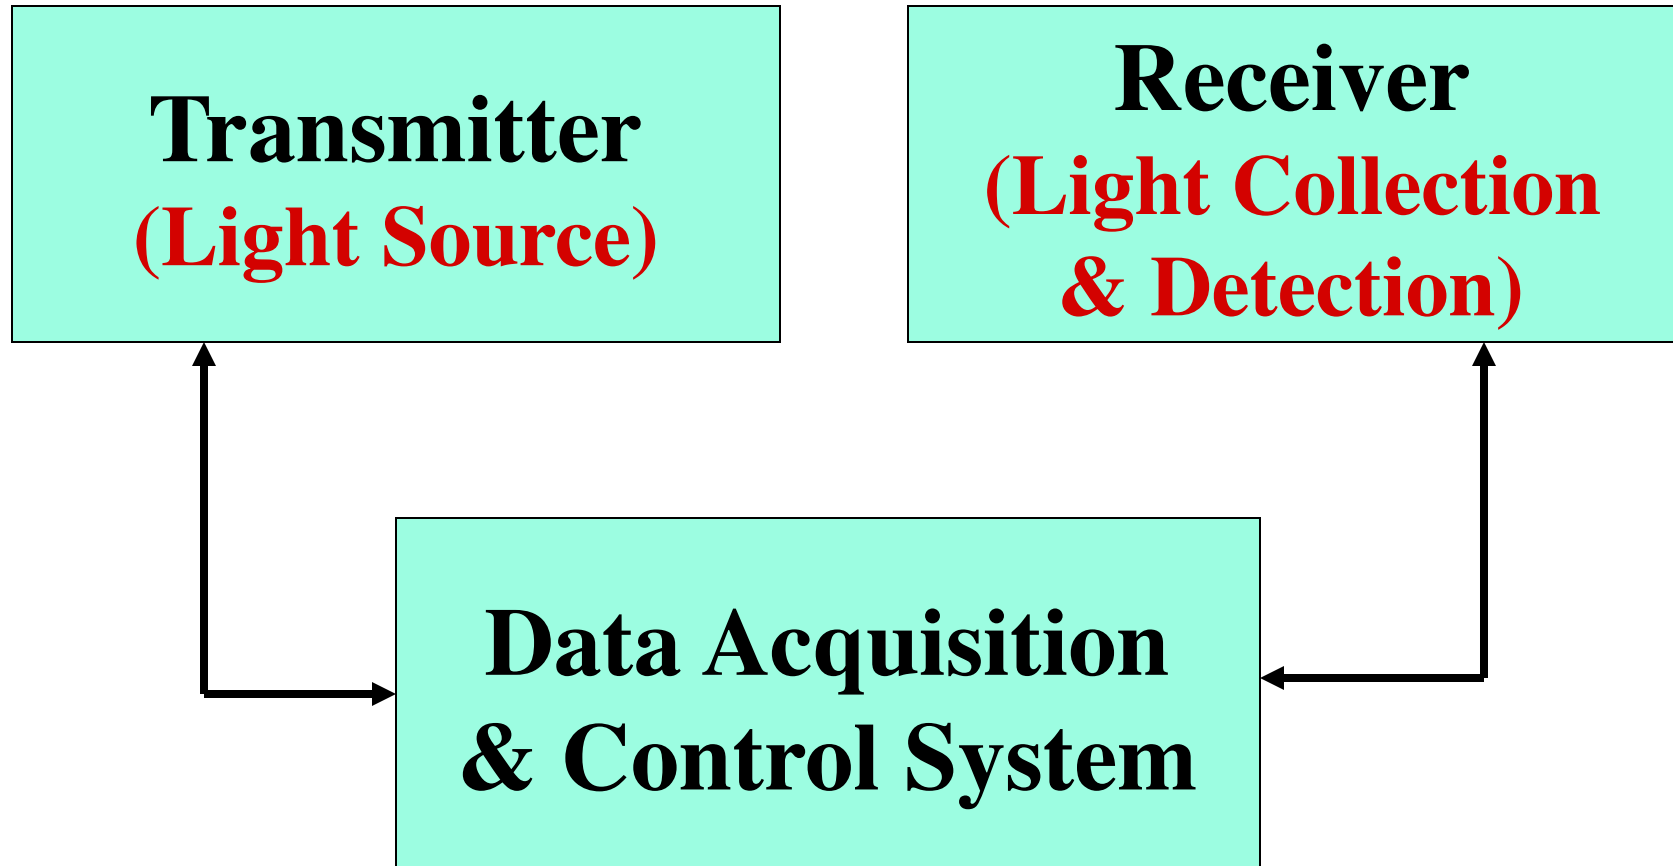 Transmitter
(Light Source)
Receiver
(Light Collection
& Detection)
Data Acquisition
& Control System